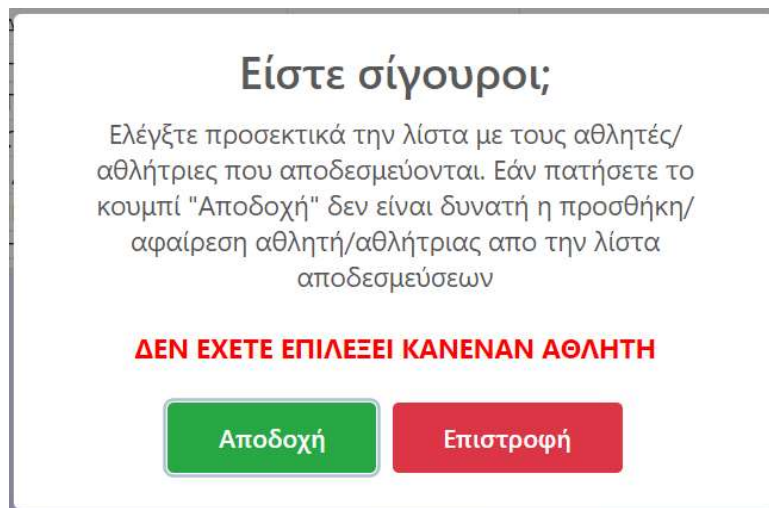 Είστε σίγουροι;
Ελέγξτε προσεκτικά την λίστα με τους αθλητές/
αθλήτριες που αποδεσμεύονται. Εάν πατήσετε το
κουμπί "Αποδοχή" δεν είναι δυνατή η προσθήκη/
αφαίρεση αθλητή/αθλήτριας απο την λίστα
αποδεσμεύσεων
ΔΕΝ ΕΧΕΤΕ ΕΠΙΛΕΞΕΙ ΚΑΝΕΝΑΝ ΑΘΛΗΤΗ
Αποδοχή Επιστροφή